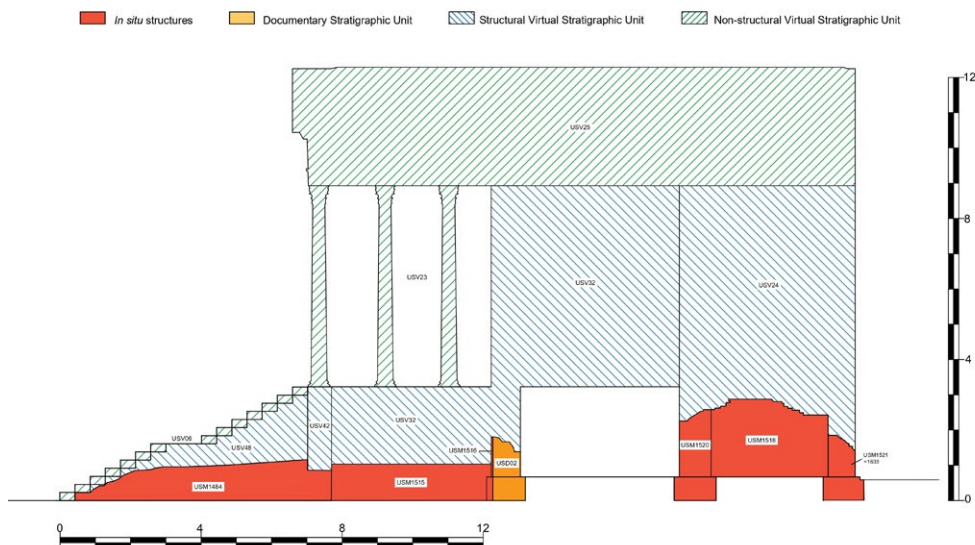 In situ structures
Documentary Stratigraphic Unit
Structural Virtual Stratigraphic Unit
Non-structural Virtual Stratigraphic Unit
12
USV25
8
USV23
USV32
USV24
4
USV06
USV48
USV42
USV32
USM1516
USD02
USM1520
USM1518
USM1521
=1633
USM1484
USM1515
0
0
4
8
12